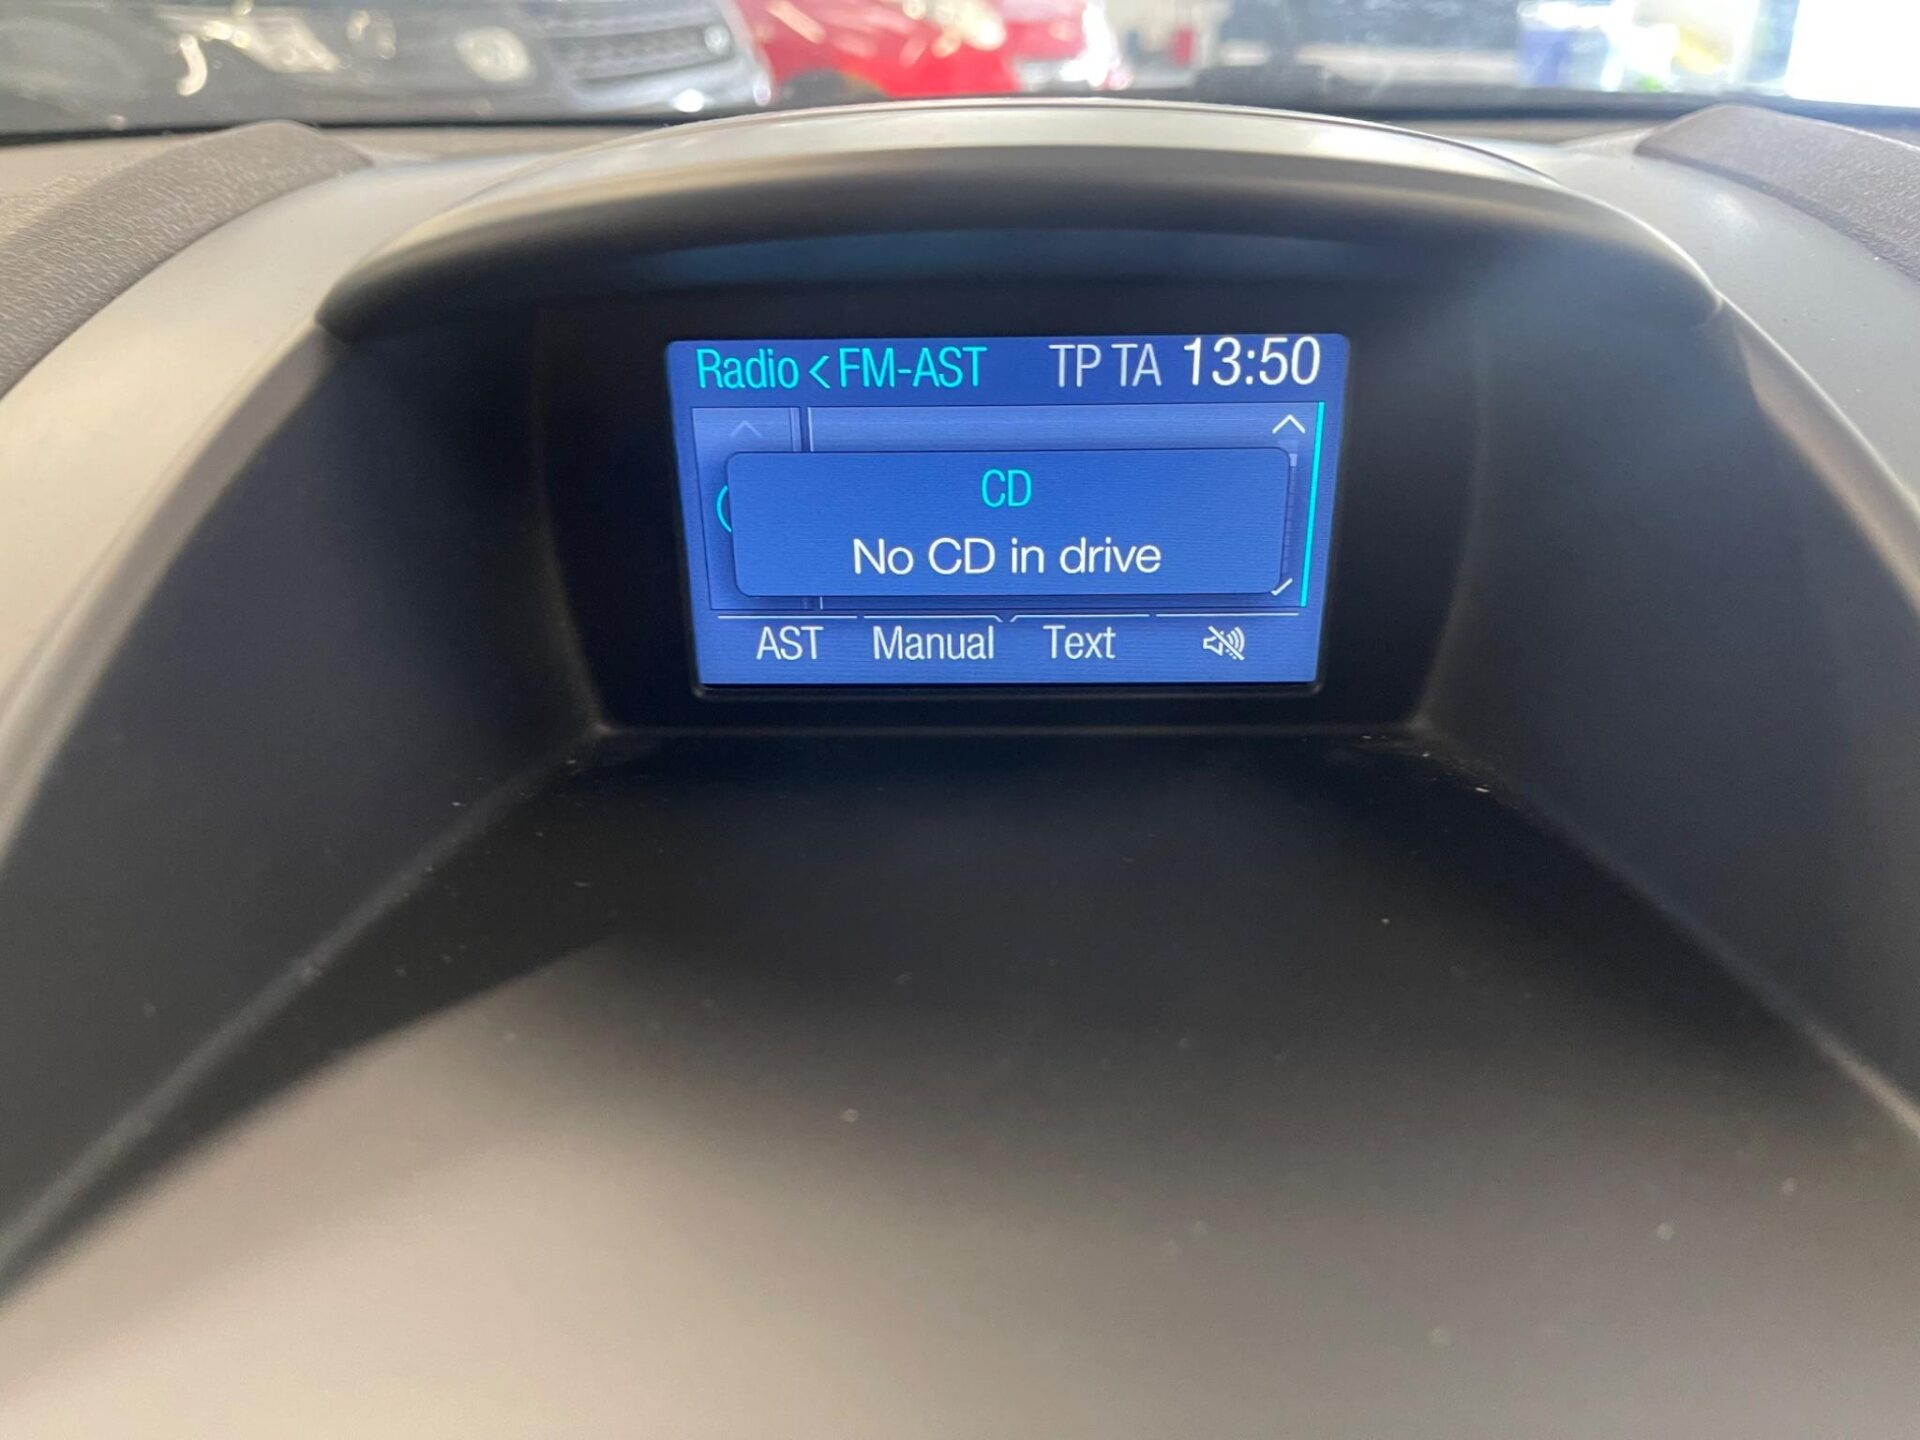 Radio < FM-AST TP TA 13:50
CD
No CD in drive
AST Manual Text